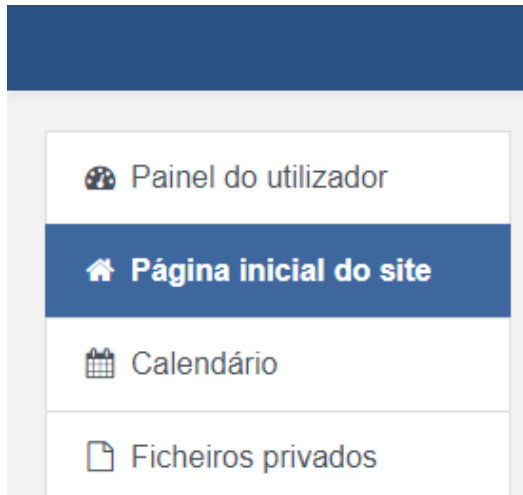 Painel do utilizador
Página inicial do site
Calendário
Ficheiros privados